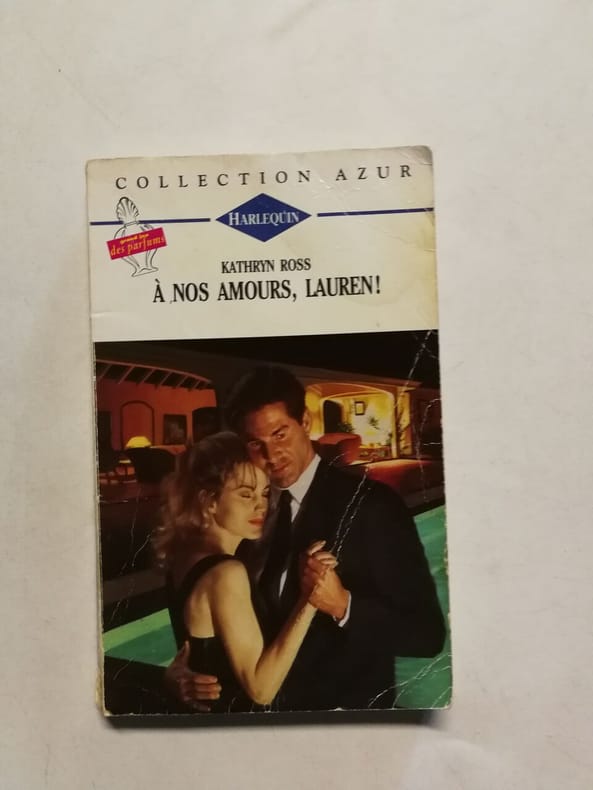 COLLECTION AZUR
HARLEQUIN
des parfums
KATHRYN ROSS
À NOS AMOURS, LAUREN!